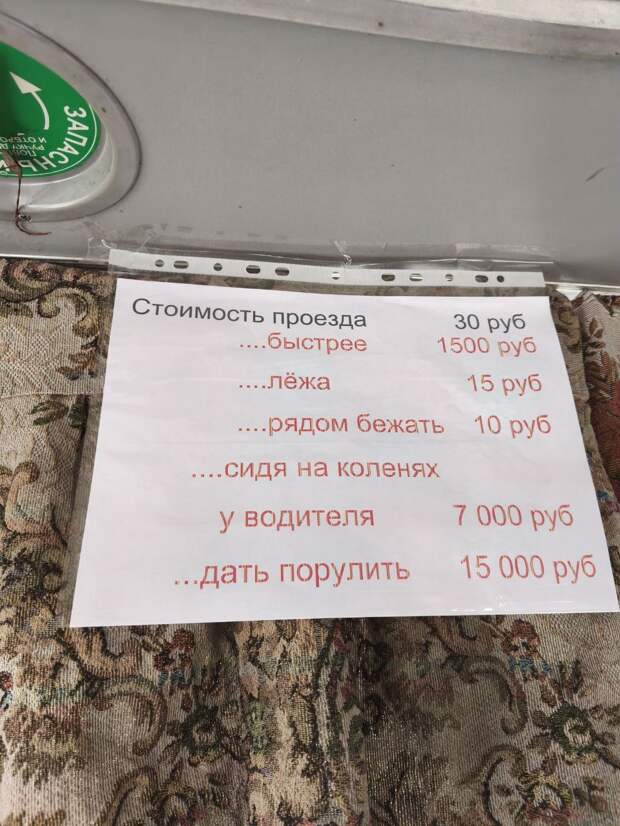 ЗАПАСНЫЙ
Стоимость проезда 30 руб
....быстрее 1500 руб
....лёжа 15 руб
....рядом бежать 10 руб
....сидя на коленях
у водителя 7 000 руб
...дать порулить 15 000 руб